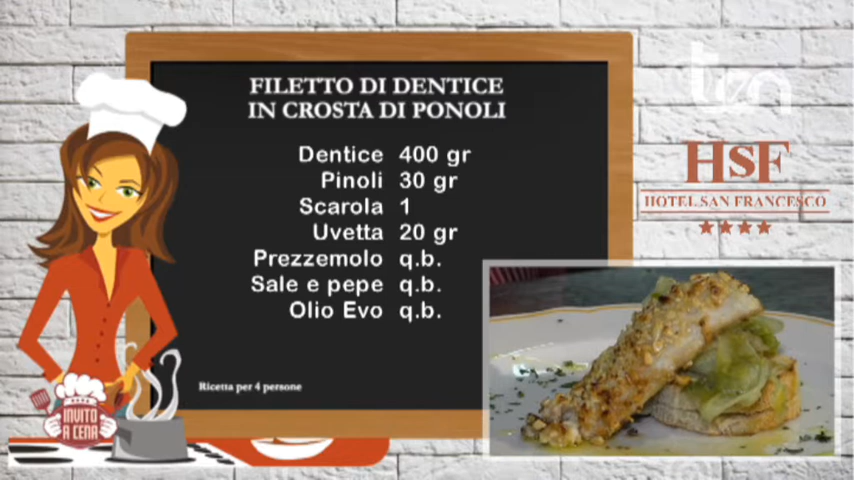 FILETTO DI DENTICE
IN CROSTA DI PONOLI
Dentice 400 gr
Pinoli 30 gr
Scarola 1
Uvetta 20 gr
Prezzemolo q.b.
Sale e pepe q.b.
Olio Evo q.b.
Ricetta per 4 persone
INVITO
A CENA
ten
HSF
HOTEL SAN FRANCESCO